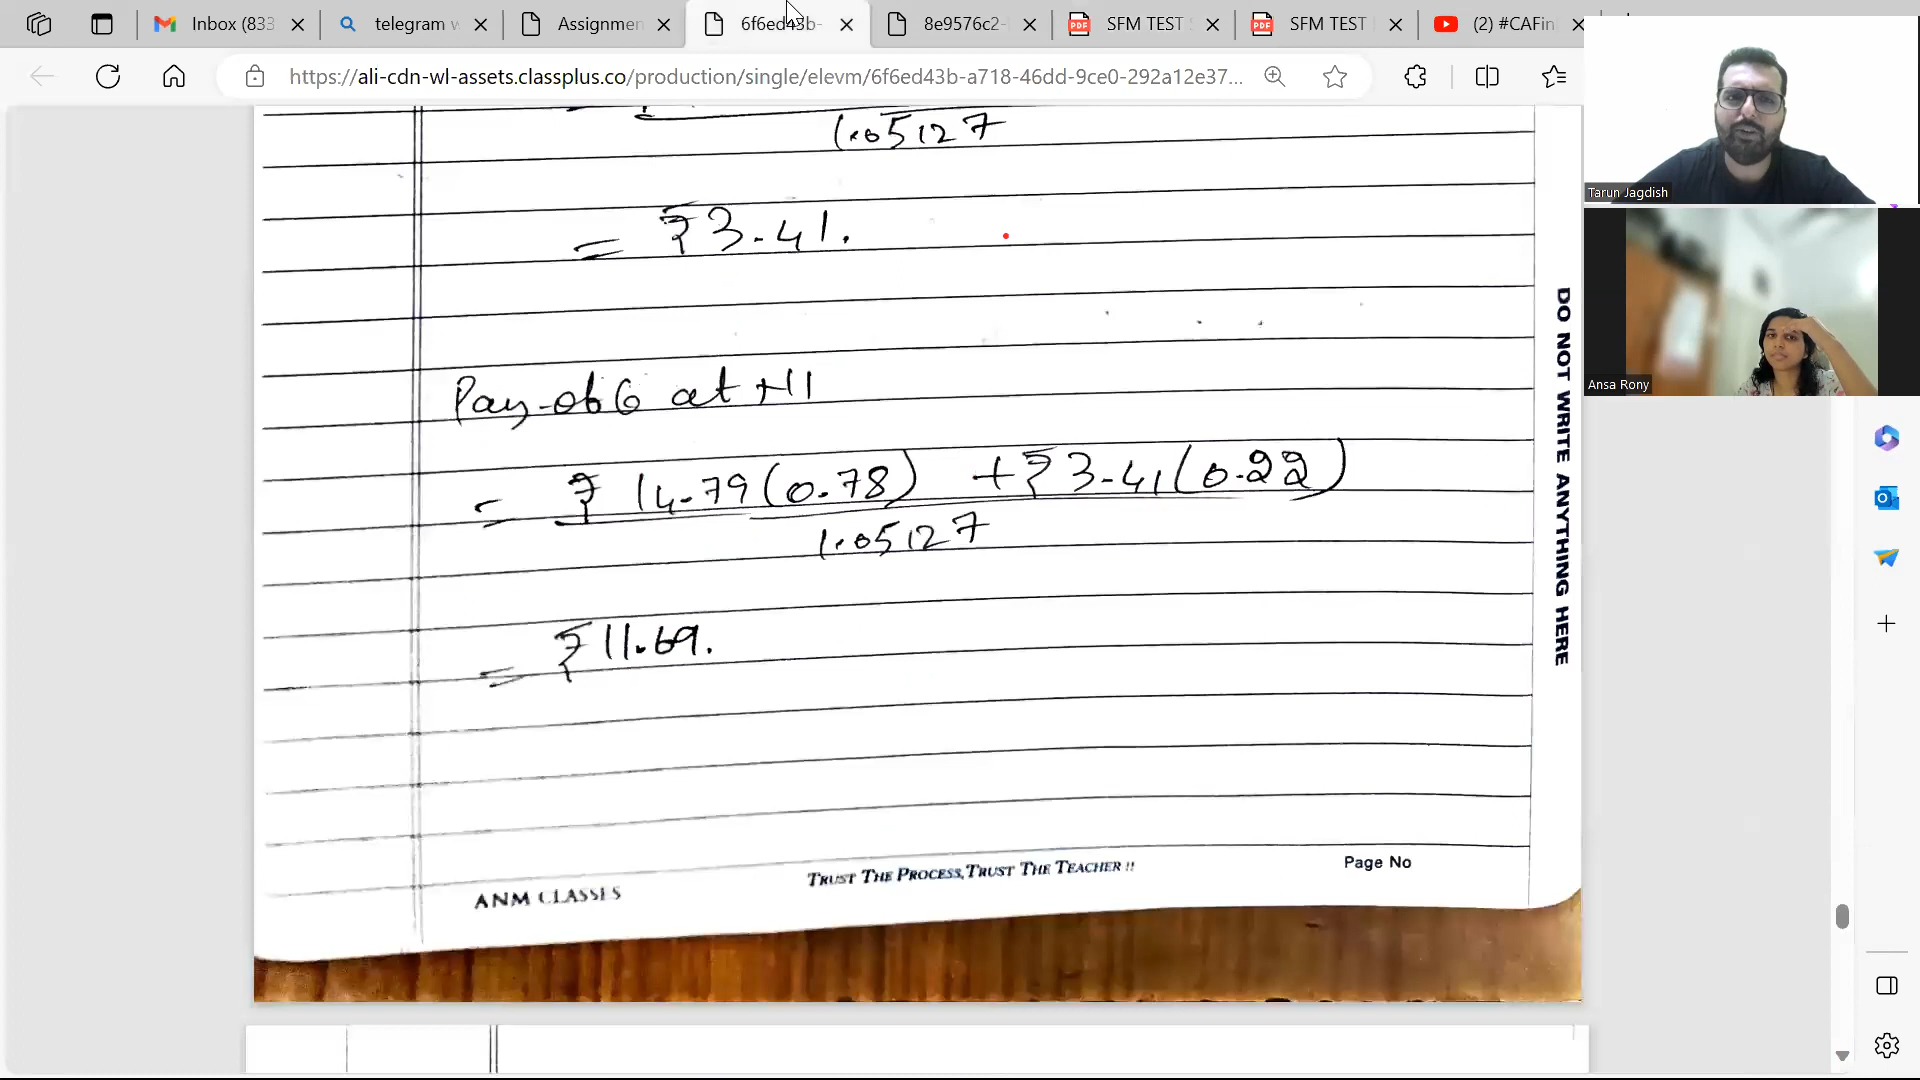 Inbox (833
telegram w
Assignmen
6f6ed43b-
8e9576c2-
SFM TEST
SFM TEST
(2) #CAFin
https://ali-cdn-wl-assets.classplus.co/production/single/elevm/6f6ed43b-a718-46dd-9ce0-292a12e37...
Tarun Jagdish
Ansa Rony
1.05127
= ₹3.41.
Pay-off at N1
= ₹ 14.79(0.78) + ₹3.41(0.22)
1.05127
= ₹11.69.
DO NOT WRITE ANYTHING HERE
ANM CLASSES
TRUST THE PROCESS, TRUST THE TEACHER !!
Page No